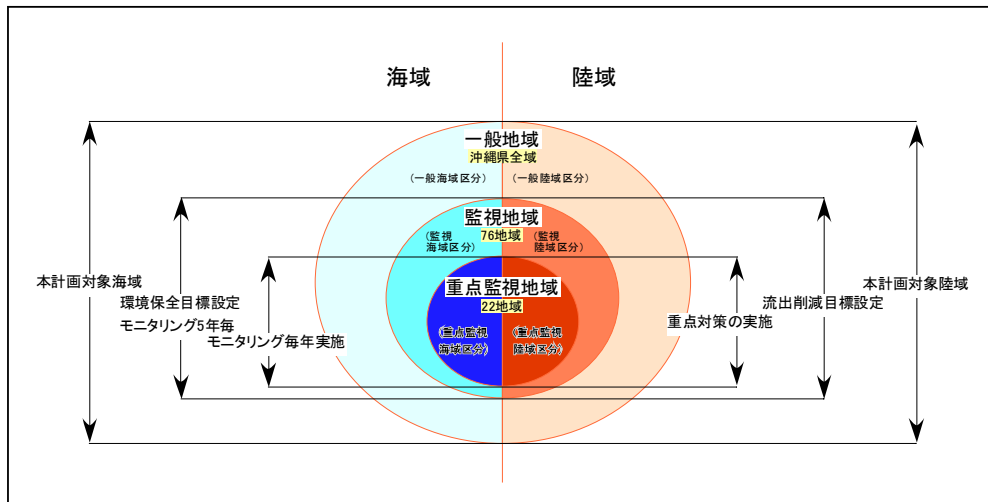 海域
陸域
一般地域
沖縄県全域
(一般海域区分)
(一般陸域区分)
監視地域
76地域
(監視
海域区分)
(監視
陸域区分)
重点監視地域
22地域
(重点監視
海域区分)
(重点監視
陸域区分)
本計画対象海域
環境保全目標設定
モニタリング5年毎
モニタリング毎年実施
重点対策の実施
流出削減目標設定
本計画対象陸域